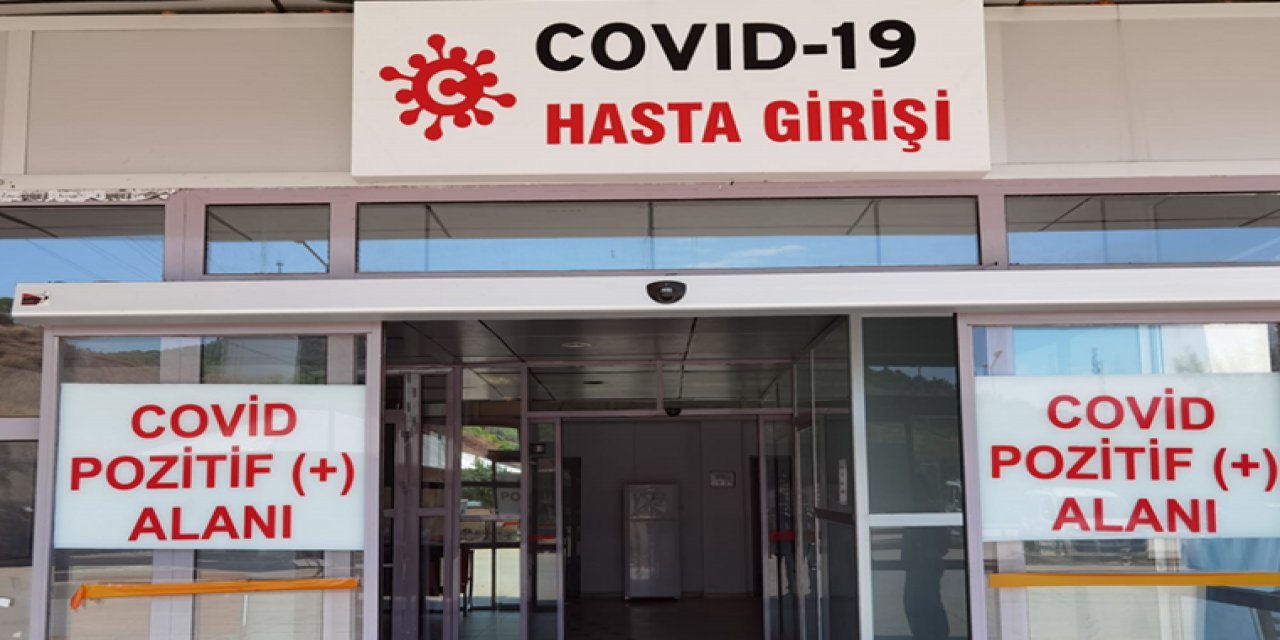 COVID-19
HASTA GİRİŞİ
COVİD
POZİTİF (+)
ALANI
COVİD
POZİTİF (+)
ALANI